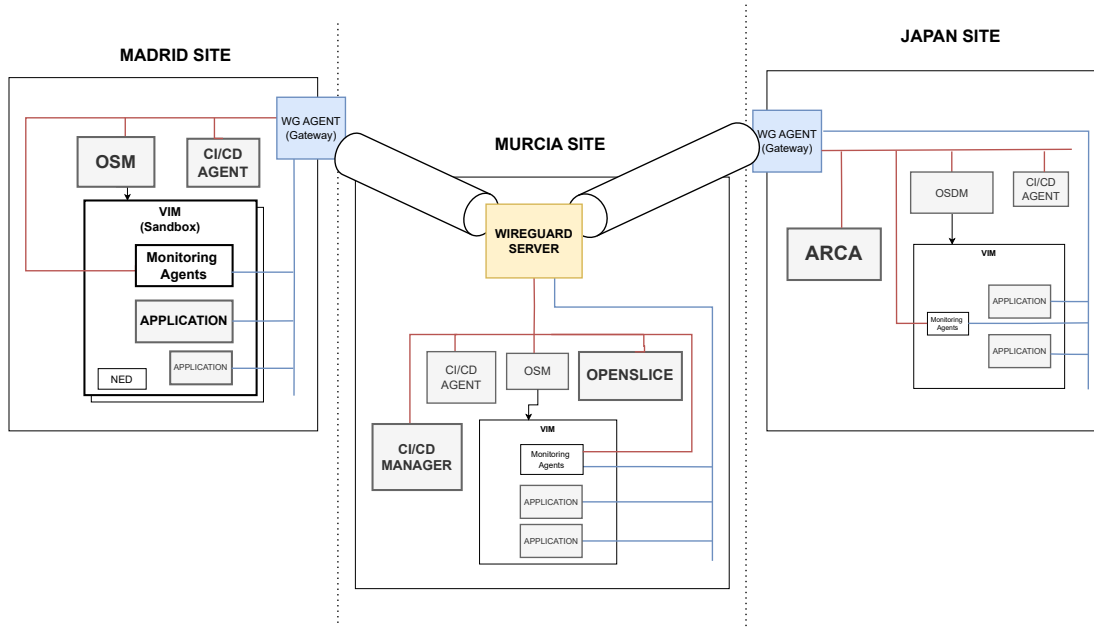 MADRID SITE
WG AGENT
(Gateway)
OSM
CI/CD
AGENT
VIM
(Sandbox)
Monitoring
Agents
APPLICATION
APPLICATION
NED
MURCIA SITE
WIREGUARD
SERVER
CI/CD
AGENT
OSM
OPENSLICE
CI/CD
MANAGER
VIM
Monitoring
Agents
APPLICATION
APPLICATION
JAPAN SITE
WG AGENT
(Gateway)
OSDM
CI/CD
AGENT
ARCA
VIM
APPLICATION
Monitoring
Agents
APPLICATION